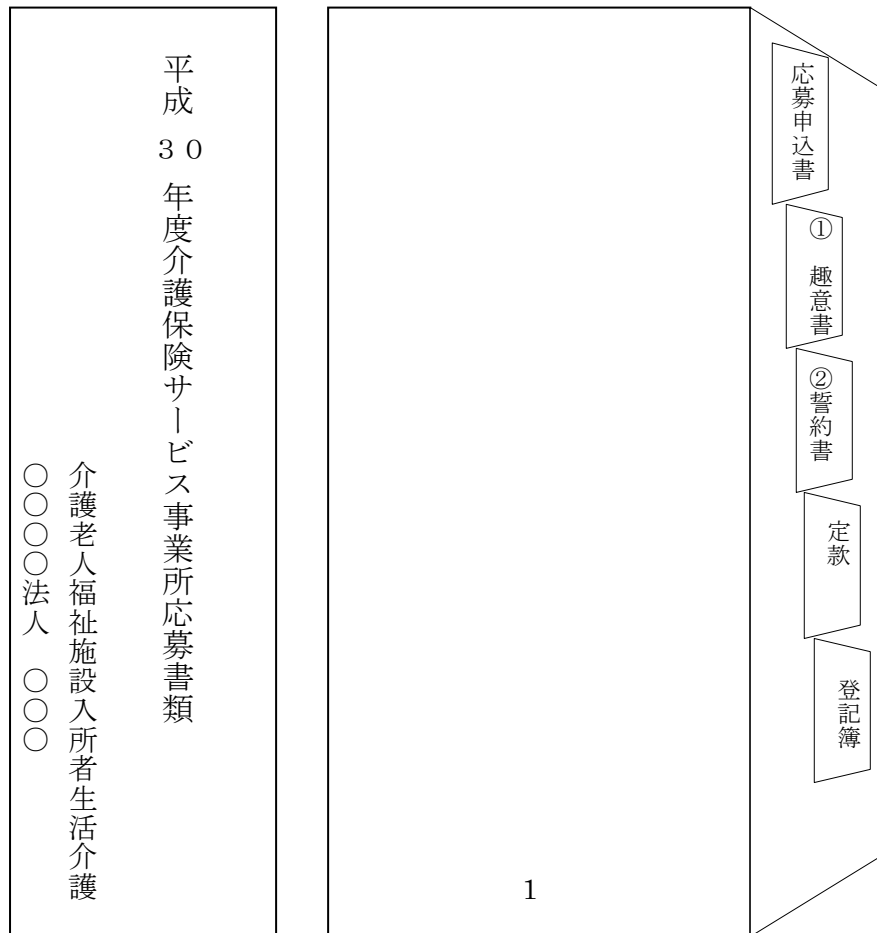 平成３０年度介護保険サービス事業所応募書類
介護老人福祉施設入所者生活介護
○○○○法人　○○○
1
応募申込書
①　趣意書
②誓約書
定款
登記簿